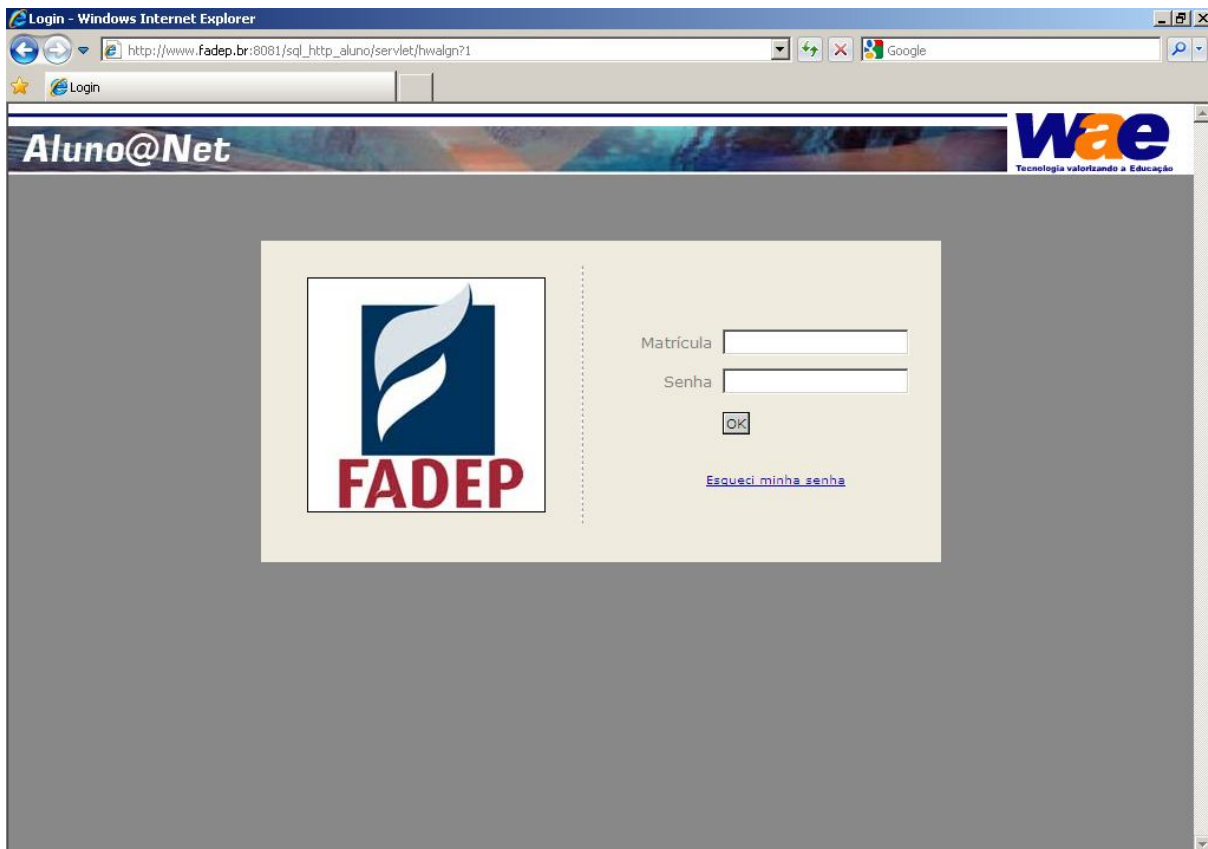 Login - Windows Internet Explorer
http://www.fadep.br:8081/sql_http_aluno/servlet/hwalgn?1
Google
Login
Aluno@Net
wae
Tecnologia valorizando a Educação
FADEP
Matrícula
Senha
OK
Esqueci minha senha